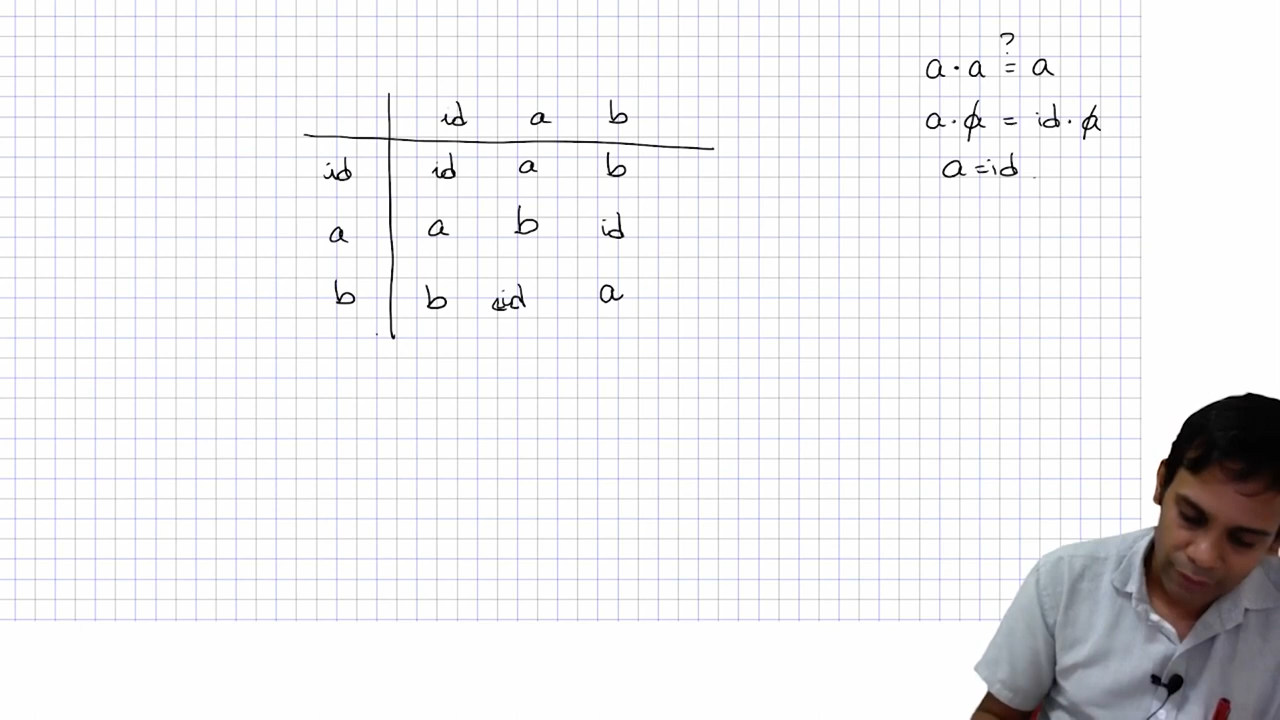 id a b
id id a b
a a b id
b b id a
?
a · a = a
a · a = id · a
a = id